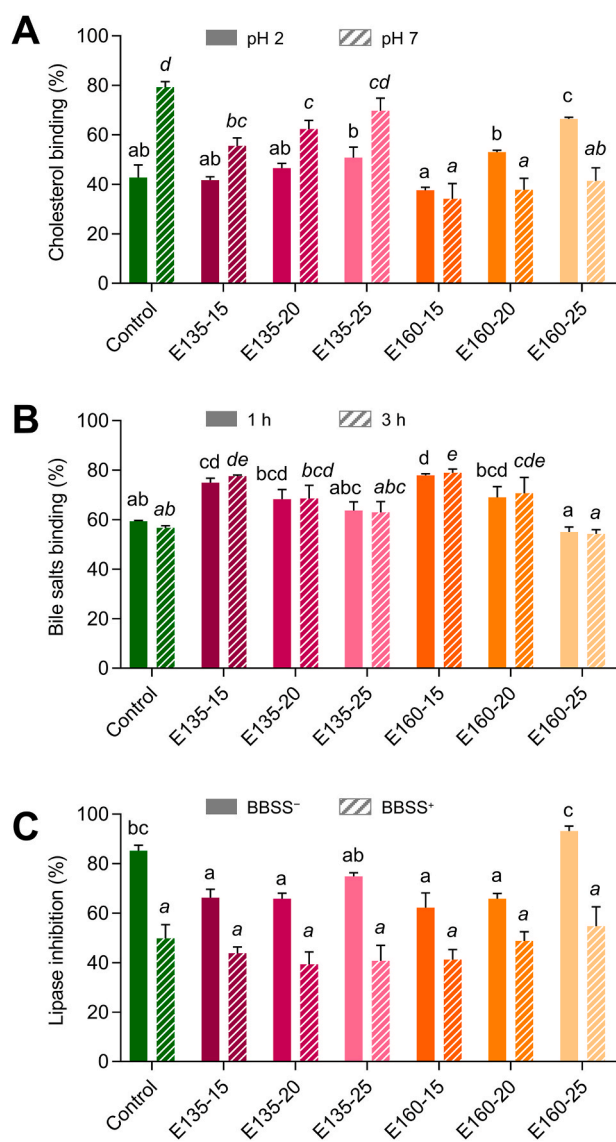 A
pH 2 pH 7
Cholesterol binding (%)
100
80
60
40
20
0
ab d ab bc ab c b cd a a b a c ab
Control E135-15 E135-20 E135-25 E160-15 E160-20 E160-25
B
1 h 3 h
Bile salts binding (%)
100
80
60
40
20
0
ab ab cd de bcd bcd abc abc d e bcd cde a a
Control E135-15 E135-20 E135-25 E160-15 E160-20 E160-25
C
BBSS⁻ BBSS⁺
Lipase inhibition (%)
100
80
60
40
20
0
bc a a a a a ab a a a a a c a
Control E135-15 E135-20 E135-25 E160-15 E160-20 E160-25